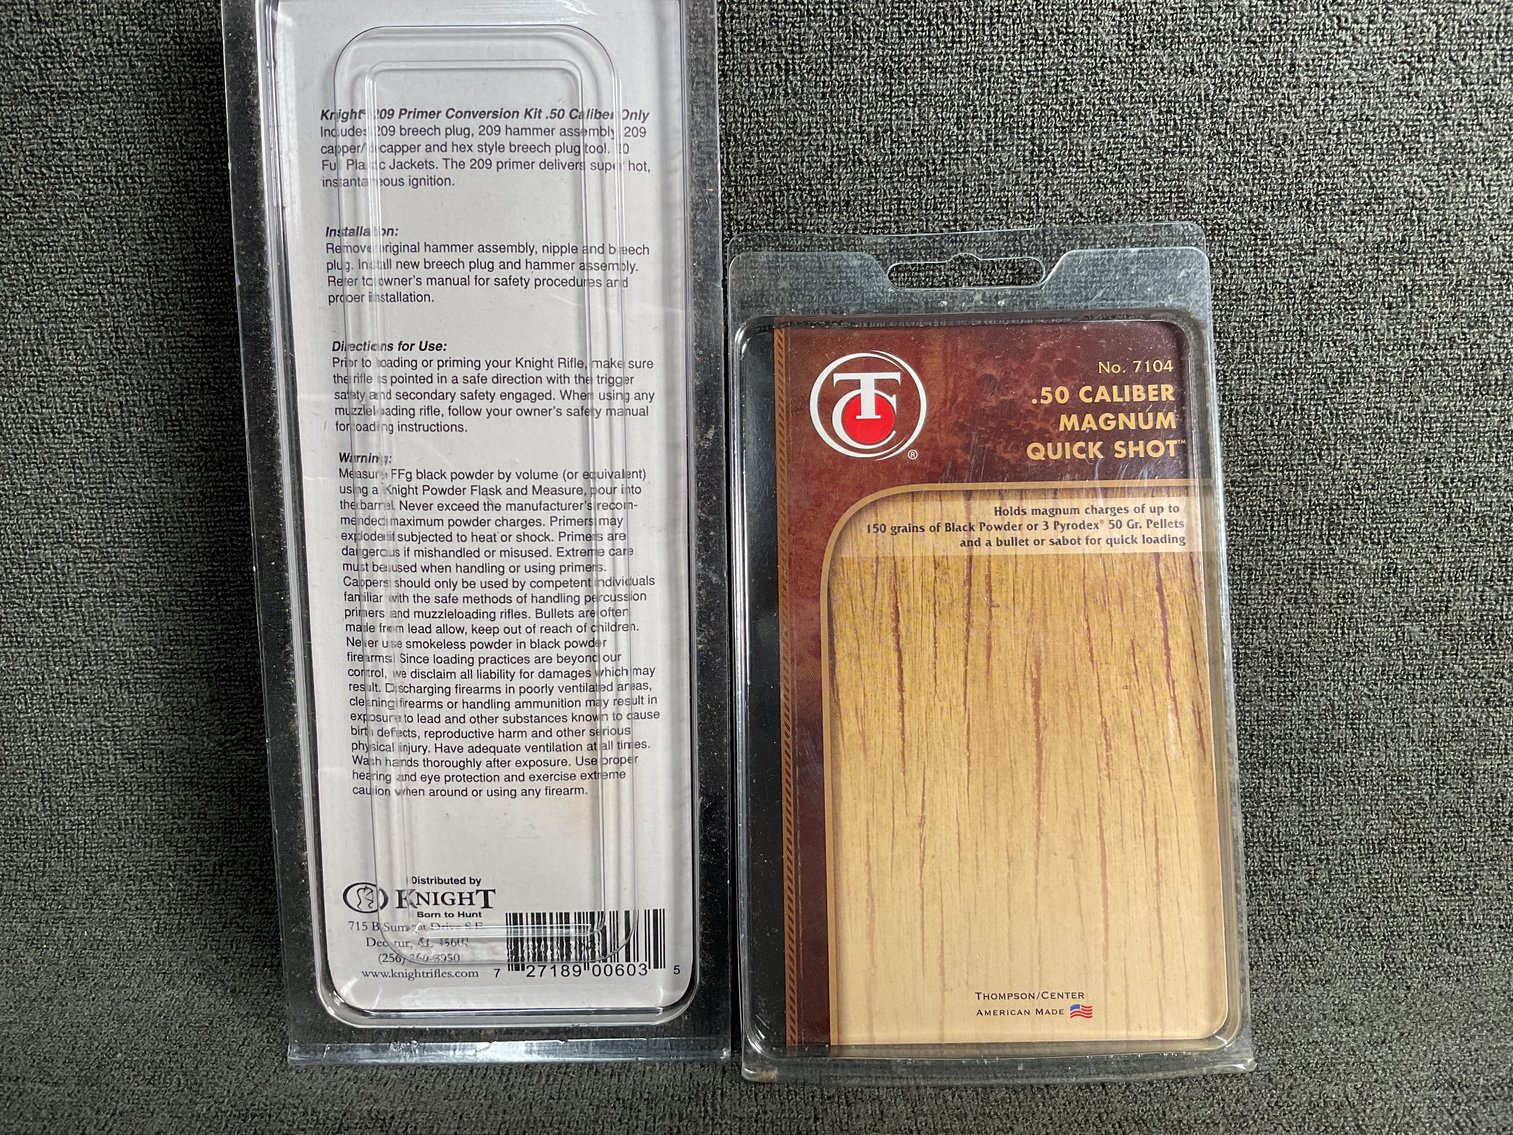 Knight® 209 Primer Conversion Kit .50 Caliber Only
Includes 209 breech plug, 209 hammer assembly, 209
capper/decapper and hex style breech plug tool.
Full Plastic Jackets. The 209 primer delivers super hot,
instantaneous ignition.
Installation:
Remove original hammer assembly, nipple and breech
plug. Install new breech plug and hammer assembly.
Refer to owner's manual for safety procedures and
proper installation.
Directions for Use:
Prior to loading or priming your Knight Rifle, make sure
the rifle is pointed in a safe direction with the trigger
safety and secondary safety engaged. When using any
muzzleloading rifle, follow your owner's safety manual
for loading instructions.
Warning:
Measure FFg black powder by volume (or equivalent)
using a Knight Powder Flask and Measure, pour into
the barrel. Never exceed the manufacturer's recom-
mended maximum powder charges. Primers may
explode if subjected to heat or shock. Primers are
dangerous if mishandled or misused. Extreme care
must be used when handling or using primers.
Cappers should only be used by competent individuals
familiar with the safe methods of handling percussion
primers and muzzleloading rifles. Bullets are often
made from lead allow, keep out of reach of children.
Never use smokeless powder in black powder
firearms. Since loading practices are beyond our
control, we disclaim all liability for damages which may
result. Discharging firearms in poorly ventilated areas,
cleaning firearms or handling ammunition may result in
exposure to lead and other substances known to cause
birth defects, reproductive harm and other serious
physical injury. Have adequate ventilation at all times.
Wash hands thoroughly after exposure. Use proper
hearing and eye protection and exercise extreme
caution when around or using any firearm.
Distributed by
KNIGHT
Born to Hunt
715 B Summit Drive S.E.
Decatur, AL
(256)
www.knightrifles.com
7 27189 00603 5
TC ®
No. 7104
.50 CALIBER
MAGNUM
QUICK SHOT™
Holds magnum charges of up to
150 grains of Black Powder or 3 Pyrodex® 50 Gr. Pellets
and a bullet or sabot for quick loading
THOMPSON/CENTER
AMERICAN MADE